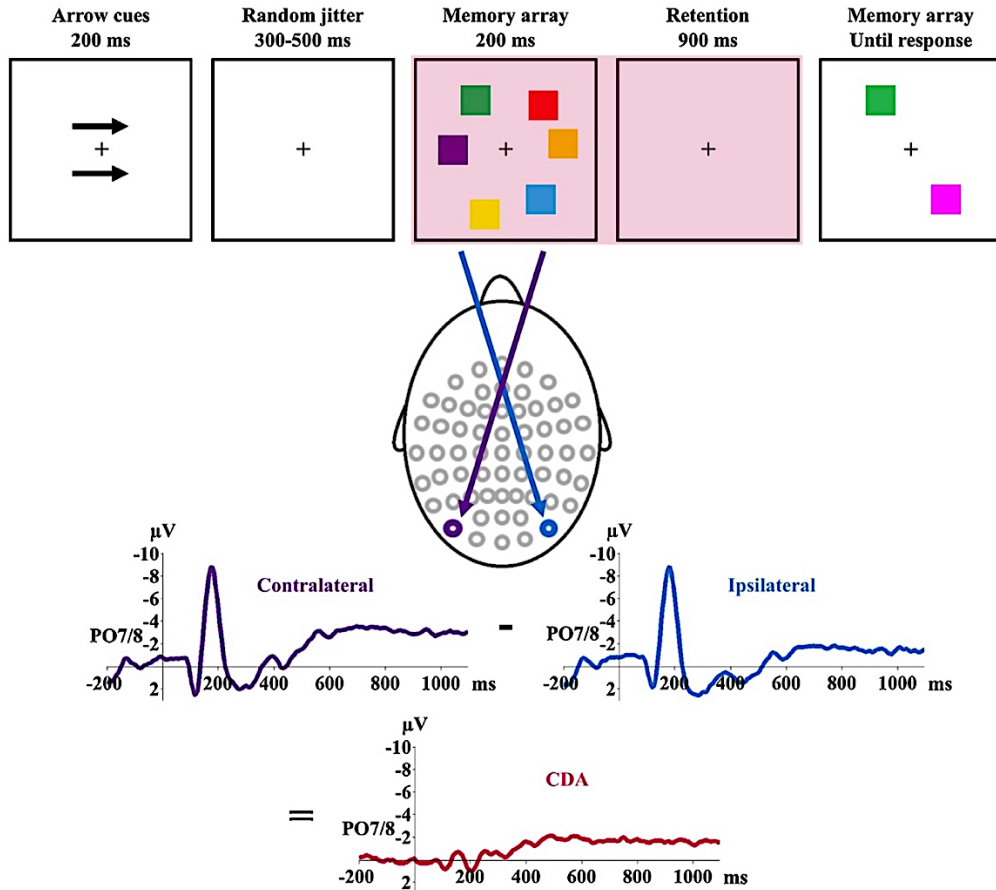 Arrow cues
200 ms
Random jitter
300-500 ms
Memory array
200 ms
Retention
900 ms
Memory array
Until response
µV
-10
-8
-6
-4
-2
2
Contralateral
PO7/8
-200
200
400
600
800
1000
ms
-
µV
-10
-8
-6
-4
-2
2
Ipsilateral
PO7/8
-200
200
400
600
800
1000
ms
=
µV
-10
-8
-6
-4
-2
2
CDA
PO7/8
-200
200
400
600
800
1000
ms